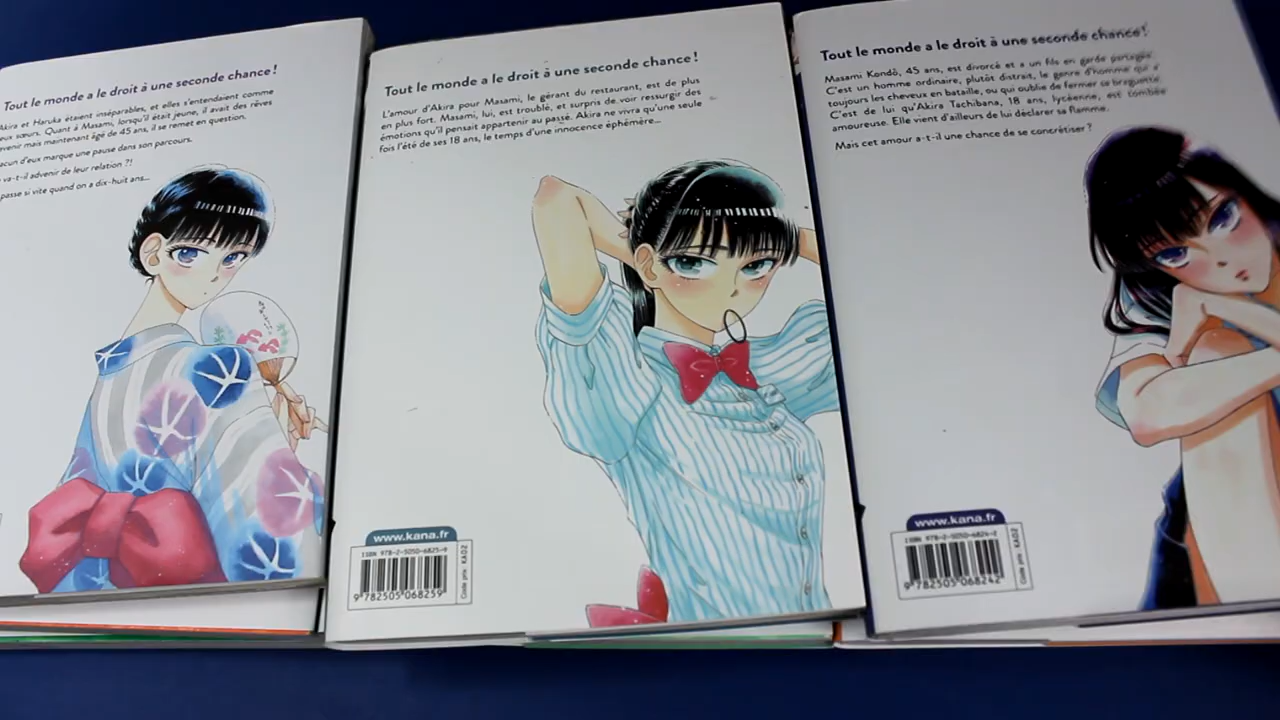 Tout le monde a le droit à une seconde chance !
Akira et Haruka étaient inséparables, et elles s'entendaient comme
eux sœurs. Quant à Masami, lorsqu'il était jeune, il avait des rêves
evenir mais maintenant âgé de 45 ans, il se remet en question.
acun d'eux marque une pause dans son parcours.
va-t-il advenir de leur relation ?!
passe si vite quand on a dix-huit ans...
Tout le monde a le droit à une seconde chance !
L'amour d'Akira pour Masami, le gérant du restaurant, est de plus
en plus fort. Masami, lui, est troublé, et surpris de voir ressurgir des
émotions qu'il pensait appartenir au passé. Akira ne vivra qu'une seule
fois l'été de ses 18 ans, le temps d'une innocence éphémère...
www.kana.fr
ISBN 978-2-5050-6825-9
9 782505 068259
Code prix : KA02
Tout le monde a le droit à une seconde chance !
Masami Kondô, 45 ans, est divorcé et a un fils en garde partagée.
C'est un homme ordinaire, plutôt distrait, le genre d'homme qui a
toujours les cheveux en bataille, ou qui oublie de fermer sa braguette.
C'est de lui qu'Akira Tachibana, 18 ans, lycéenne, est tombée
amoureuse. Elle vient d'ailleurs de lui déclarer sa flamme.
Mais cet amour a-t-il une chance de se concrétiser ?
www.kana.fr
ISBN 978-2-5050-6824-2
9 782505 068242
Code prix : KA02